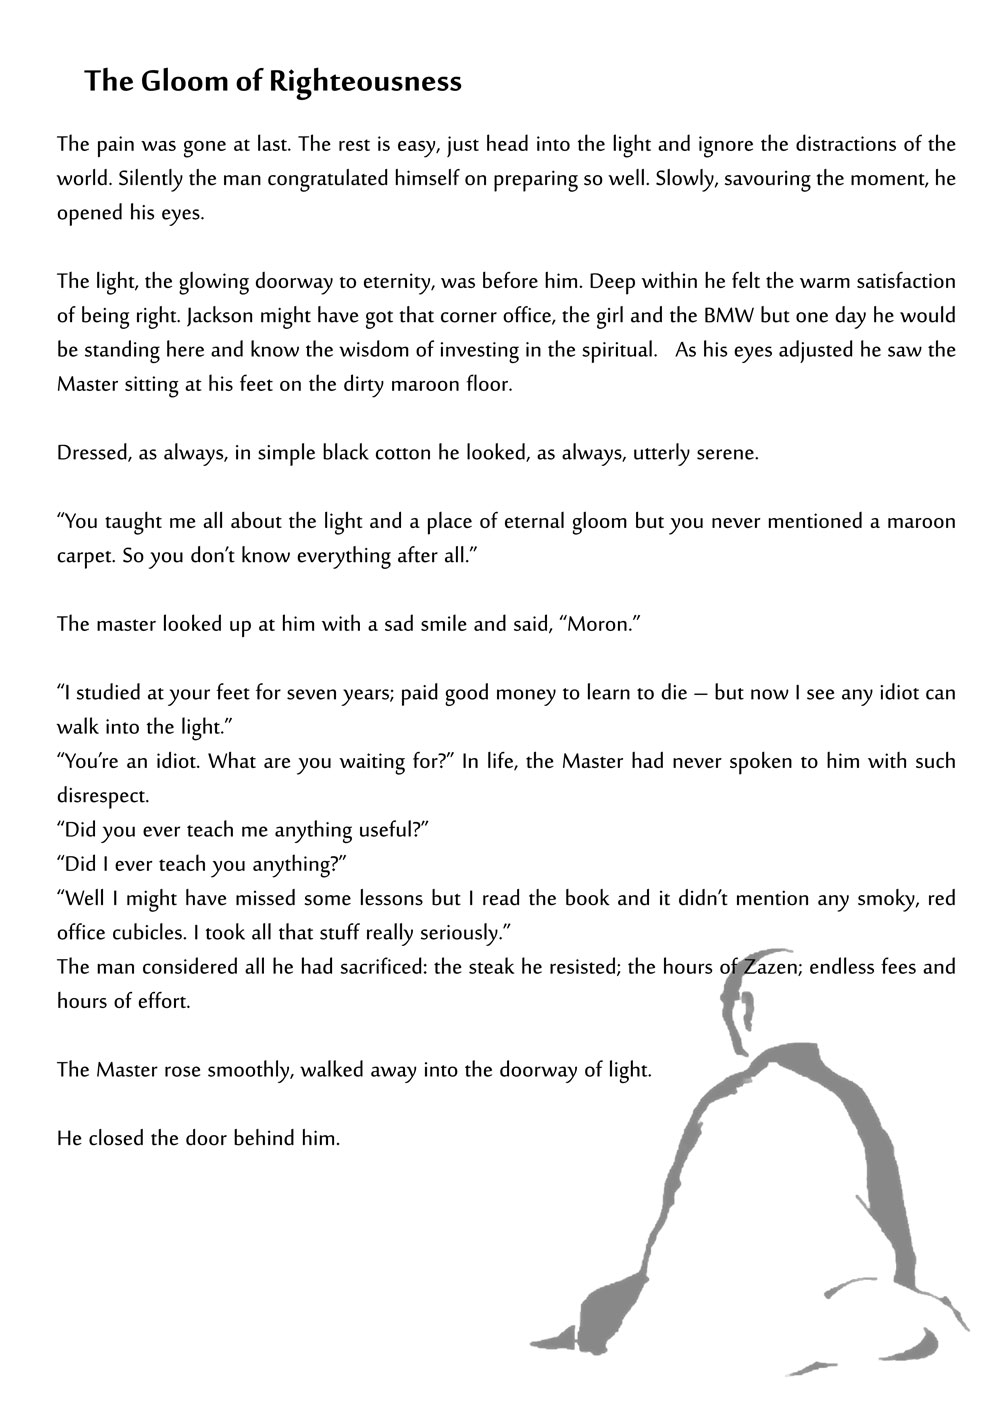 The Gloom of Righteousness
The pain was gone at last. The rest is easy, just head into the light and ignore the distractions of the
world. Silently the man congratulated himself on preparing so well. Slowly, savouring the moment, he
opened his eyes.
The light, the glowing doorway to eternity, was before him. Deep within he felt the warm satisfaction
of being right. Jackson might have got that corner office, the girl and the BMW but one day he would
be standing here and know the wisdom of investing in the spiritual.   As his eyes adjusted he saw the
Master sitting at his feet on the dirty maroon floor.
Dressed, as always, in simple black cotton he looked, as always, utterly serene.
“You taught me all about the light and a place of eternal gloom but you never mentioned a maroon
carpet. So you don’t know everything after all.”
The master looked up at him with a sad smile and said, “Moron.”
“I studied at your feet for seven years; paid good money to learn to die – but now I see any idiot can
walk into the light.”
“You’re an idiot. What are you waiting for?” In life, the Master had never spoken to him with such
disrespect.
“Did you ever teach me anything useful?”
“Did I ever teach you anything?”
“Well I might have missed some lessons but I read the book and it didn’t mention any smoky, red
office cubicles. I took all that stuff really seriously.”
The man considered all he had sacrificed: the steak he resisted; the hours of Zazen; endless fees and
hours of effort.
The Master rose smoothly, walked away into the doorway of light.
He closed the door behind him.